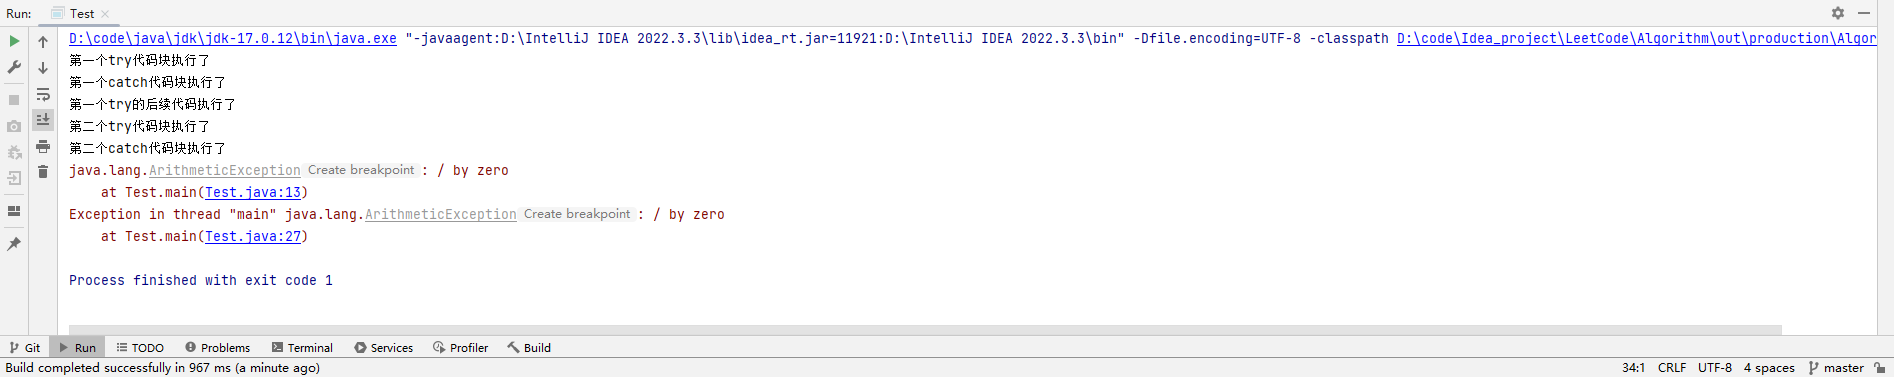 Run: Test
D:\code\java\jdk\jdk-17.0.12\bin\java.exe "-javaagent:D:\IntelliJ IDEA 2022.3.3\lib\idea_rt.jar=11921:D:\IntelliJ IDEA 2022.3.3\bin" -Dfile.encoding=UTF-8 -classpath D:\code\Idea_project\LeetCode\Algorithm\out\production\Algor
第一个try代码块执行了
第一个catch代码块执行了
第一个try的后续代码执行了
第二个try代码块执行了
第二个catch代码块执行了
java.lang.ArithmeticException Create breakpoint : / by zero
at Test.main(Test.java:13)
Exception in thread "main" java.lang.ArithmeticException Create breakpoint : / by zero
at Test.main(Test.java:27)
Process finished with exit code 1
Git Run TODO Problems Terminal Services Profiler Build
Build completed successfully in 967 ms (a minute ago) 34:1 CRLF UTF-8 4 spaces master